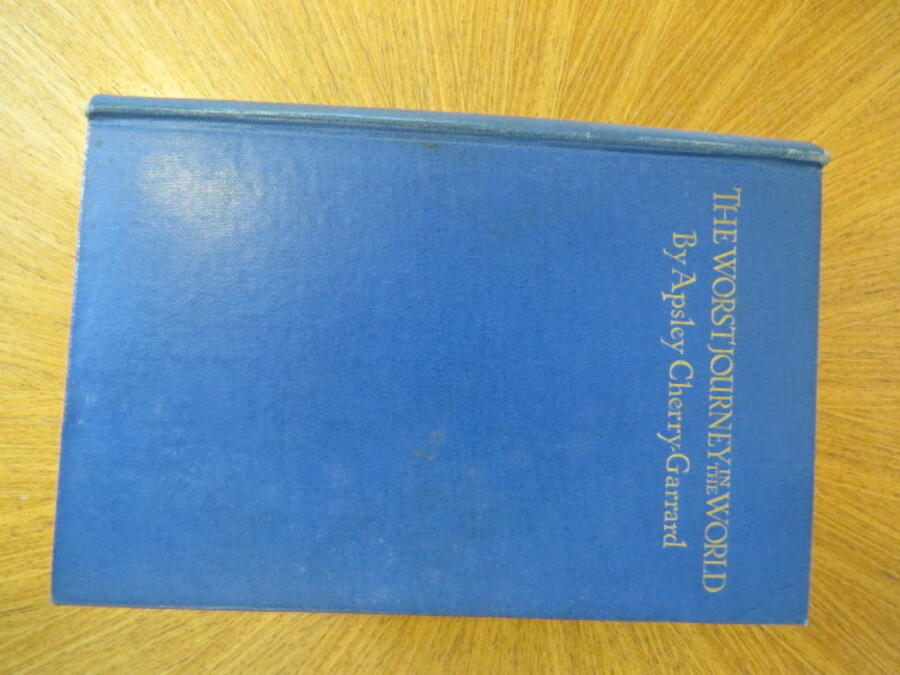 THE WORST JOURNEY IN THE WORLD
By Apsley Cherry-Garrard